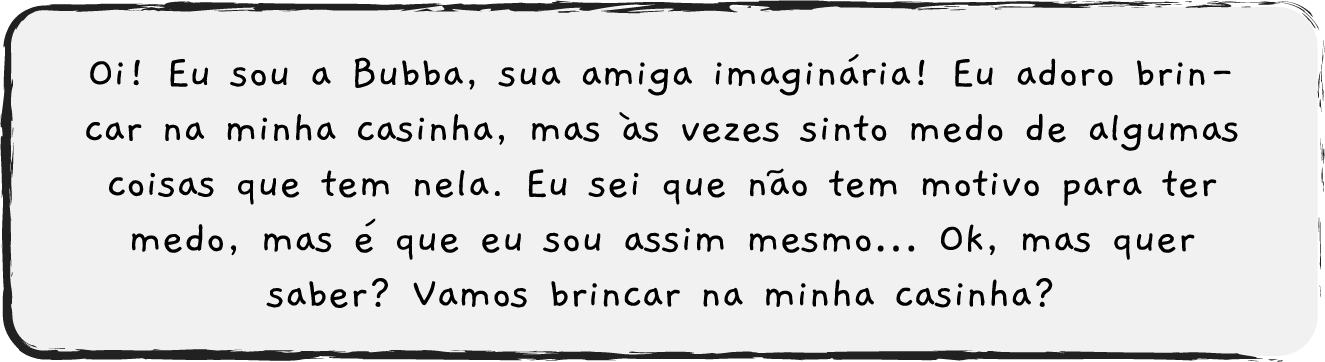 Oi! Eu sou a Bubba, sua amiga imaginária! Eu adoro brin-
car na minha casinha, mas às vezes sinto medo de algumas
coisas que tem nela. Eu sei que não tem motivo para ter
medo, mas é que eu sou assim mesmo... Ok, mas quer
saber? Vamos brincar na minha casinha?